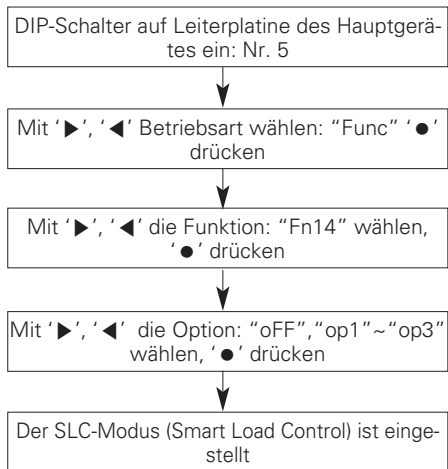 DIP-Schalter auf Leiterplatine des Hauptgerä-
tes ein: Nr. 5
Mit ‘▶’, ‘◀’ Betriebsart wählen: “Func” ‘●’
drücken
Mit ‘▶’, ‘◀’ die Funktion: “Fn14” wählen,
‘●’ drücken
Mit ‘▶’, ‘◀’ die Option: “oFF”,“op1”~“op3”
wählen, ‘●’ drücken
Der SLC-Modus (Smart Load Control) ist einge-
stellt